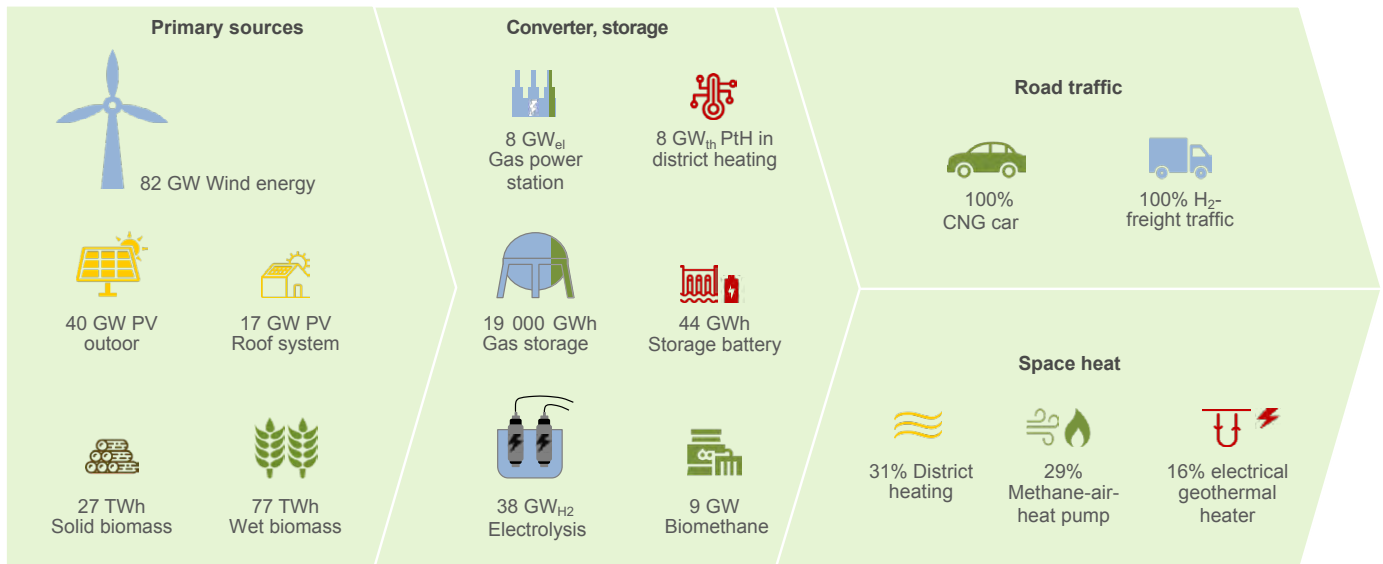 Primary sources
82 GW Wind energy
40 GW PV
outoor
17 GW PV
Roof system
27 TWh
Solid biomass
77 TWh
Wet biomass
Converter, storage
8 GWel
Gas power
station
8 GWth PtH in
district heating
19 000 GWh
Gas storage
44 GWh
Storage battery
38 GWH2
Electrolysis
9 GW
Biomethane
Road traffic
100%
CNG car
100% H2-
freight traffic
Space heat
31% District
heating
29%
Methane-air-
heat pump
16% electrical
geothermal
heater